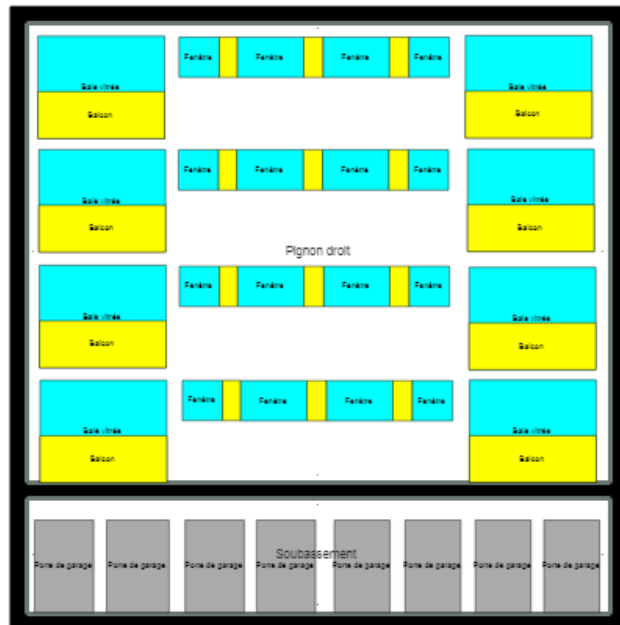 Fenêtre Fenêtre Fenêtre Fenêtre
Baie vitrée Baie vitrée
Balcon Balcon
Fenêtre Fenêtre Fenêtre Fenêtre
Baie vitrée Baie vitrée
Balcon Balcon
Pignon droit
Fenêtre Fenêtre Fenêtre Fenêtre
Baie vitrée Baie vitrée
Balcon Balcon
Fenêtre Fenêtre Fenêtre Fenêtre
Baie vitrée Baie vitrée
Balcon Balcon
Soubassement
Porte de garage Porte de garage Porte de garage Porte de garage Porte de garage Porte de garage Porte de garage Porte de garage